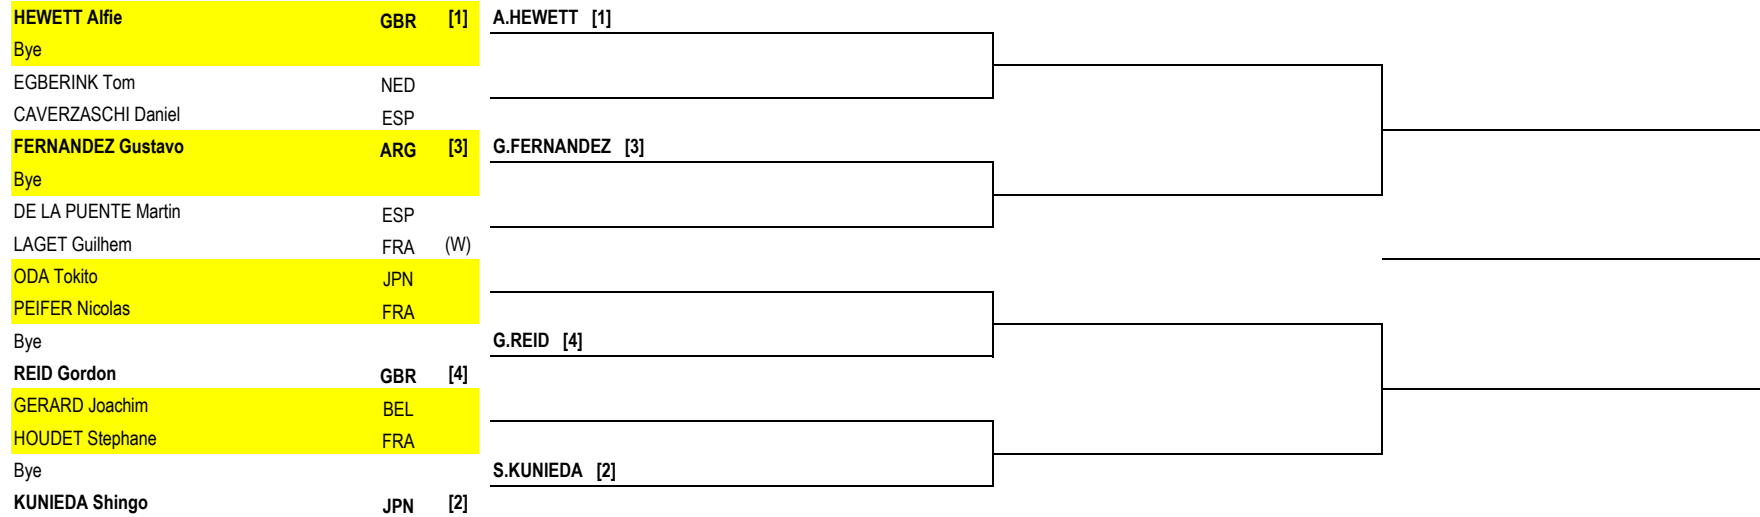 HEWETT Alfie GBR [1] A.HEWETT [1]
Bye
EGBERINK Tom NED
CAVERZASCHI Daniel ESP
FERNANDEZ Gustavo ARG [3] G.FERNANDEZ [3]
Bye
DE LA PUENTE Martin ESP
LAGET Guilhem FRA (W)
ODA Tokito JPN
PEIFER Nicolas FRA
Bye G.REID [4]
REID Gordon GBR [4]
GERARD Joachim BEL
HOUDET Stephane FRA
Bye S.KUNIEDA [2]
KUNIEDA Shingo JPN [2]